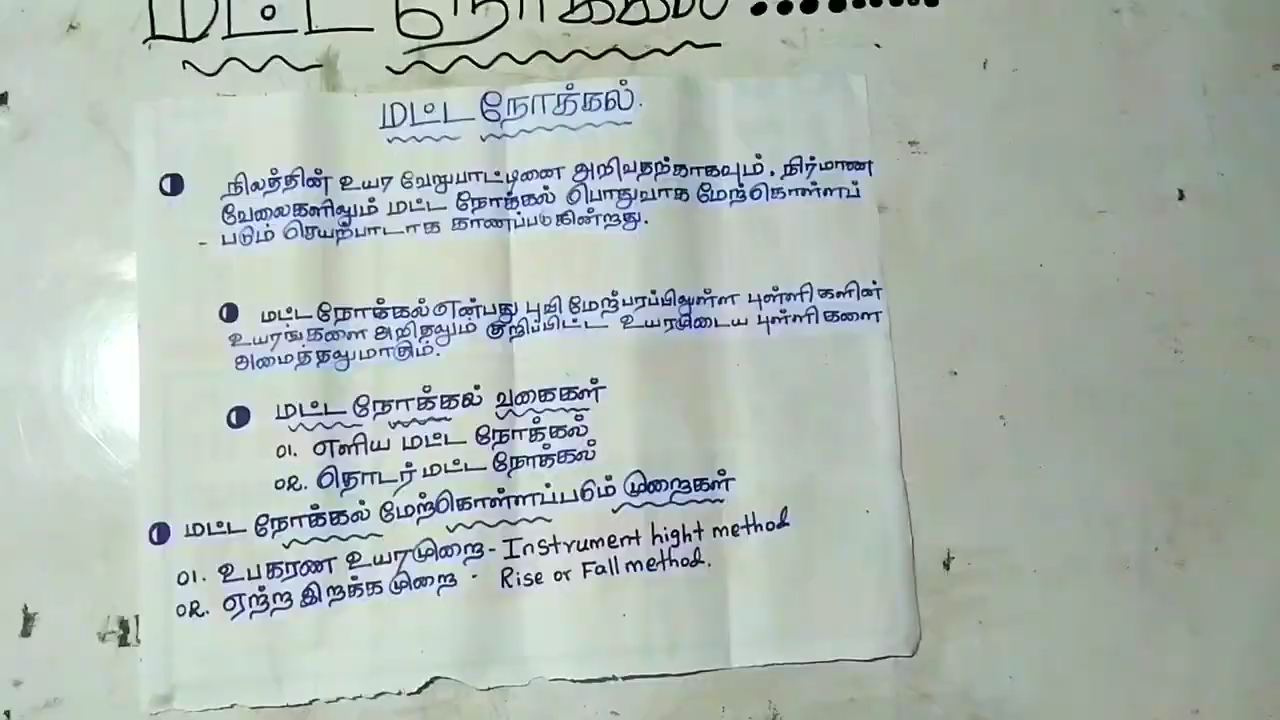 மட்ட நோக்கல் .........
மட்ட நோக்கல்.
நிலத்தின் உயர வேறுபாட்டினை அறிவதற்காகவும். நிர்மாண
வேலைகளிலும் மட்ட நோக்கல் பொதுவாக மேற்கொள்ளப்
படும் செயற்பாடாக காணப்படுகின்றது.
மட்ட நோக்கல் என்பது புவி மேற்பரப்பிலுள்ள புள்ளிகளின்
உயரங்களை அறிதலும் குறிப்பிட்ட உயரமுடைய புள்ளிகளை
அமைத்தலுமாகும்.
மட்ட நோக்கல் வகைகள்
01. எளிய மட்ட நோக்கல்
02. தொடர் மட்ட நோக்கல்
மட்ட நோக்கல் மேற்கொள்ளப்படும் முறைகள்
01. உபகரண உயரமுறை - Instrument hight method
02. ஏற்ற இறக்க முறை - Rise or Fall method.